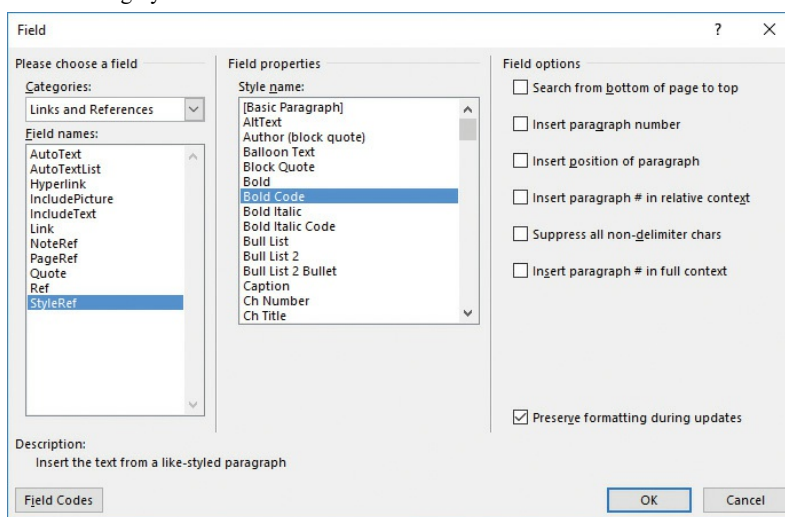 Field ? X
Please choose a field
Categories:
Links and References
Field names:
AutoText
AutoTextList
Hyperlink
IncludePicture
IncludeText
Link
NoteRef
PageRef
Quote
Ref
StyleRef
Field properties
Style name:
[Basic Paragraph]
AltText
Author (block quote)
Balloon Text
Block Quote
Bold
Bold Code
Bold Italic
Bold Italic Code
Bull List
Bull List 2
Bull List 2 Bullet
Caption
Ch Number
Ch Title
Field options
Search from bottom of page to top
Insert paragraph number
Insert position of paragraph
Insert paragraph # in relative context
Suppress all non-delimiter chars
Insert paragraph # in full context
Preserve formatting during updates
Description:
Insert the text from a like-styled paragraph
Field Codes
OK
Cancel